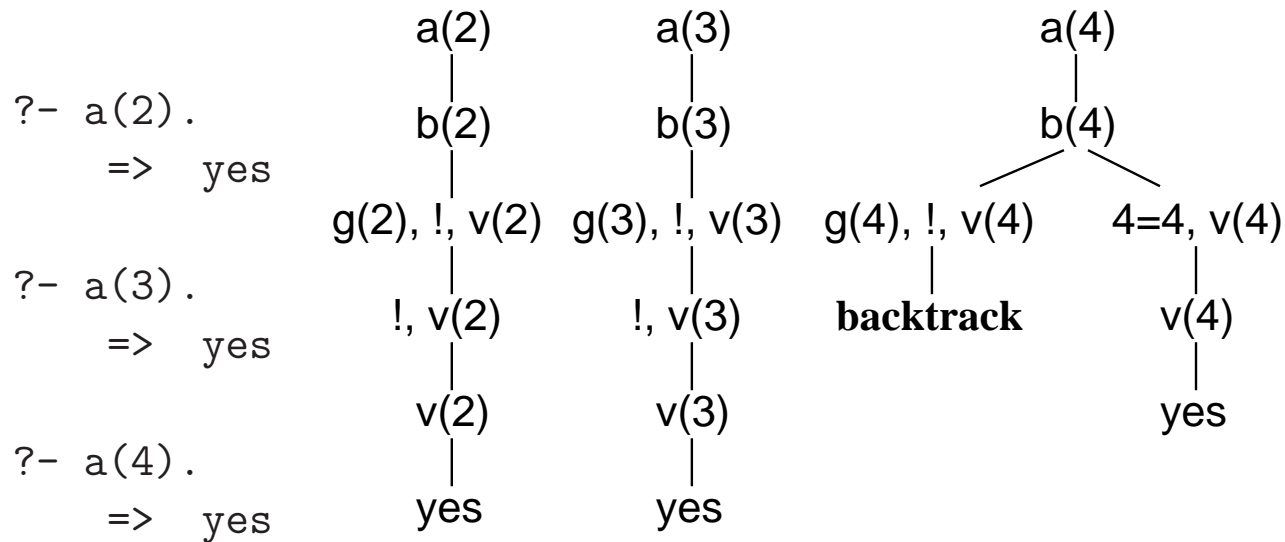 ?- a(2).
=> yes
?- a(3).
=> yes
?- a(4).
=> yes
a(2)
b(2)
g(2), !, v(2)
!, v(2)
v(2)
yes
a(3)
b(3)
g(3), !, v(3)
!, v(3)
v(3)
yes
a(4)
b(4)
g(4), !, v(4)
backtrack
4=4, v(4)
v(4)
yes